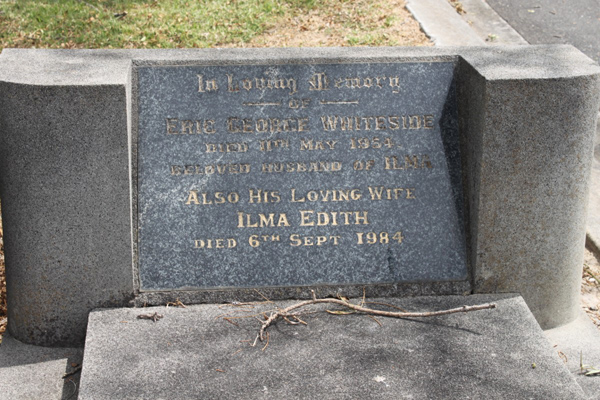 In Loving Memory
OF
ERIC GEORGE WHITESIDE
DIED 11TH MAY 1954
BELOVED HUSBAND OF ILMA
ALSO HIS LOVING WIFE
ILMA EDITH
DIED 6TH SEPT 1984